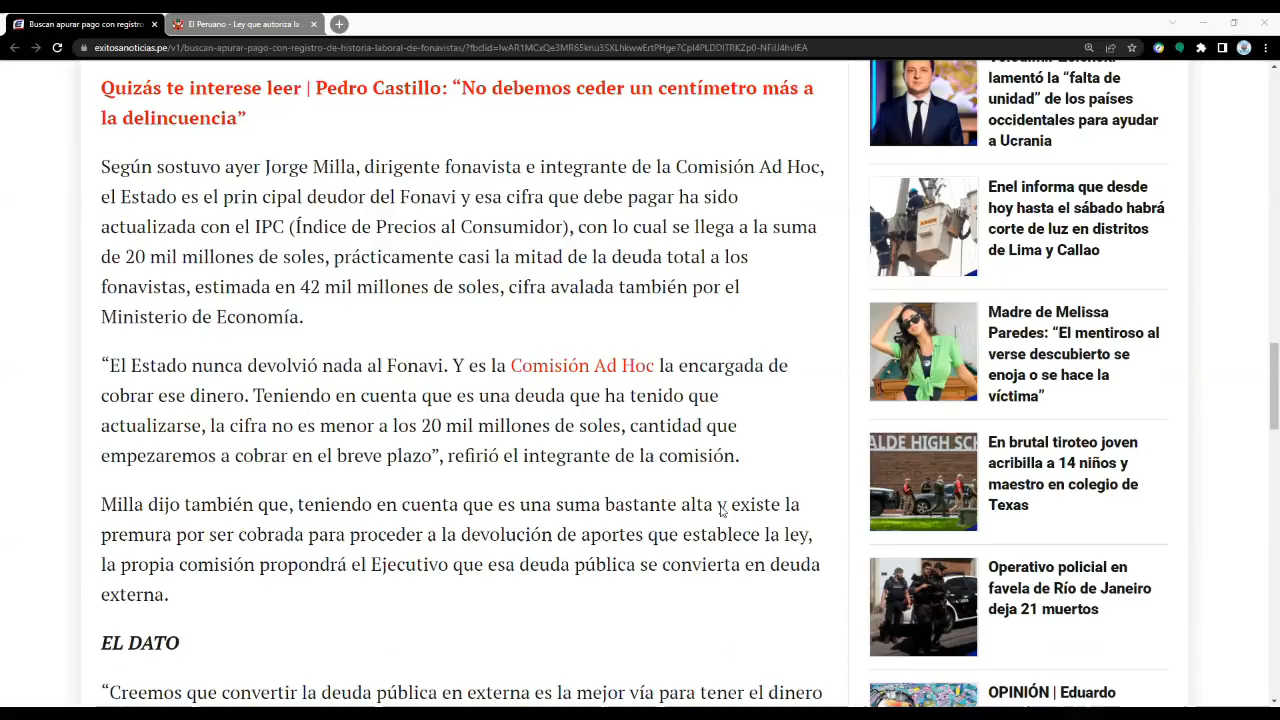 Buscan apurar pago con registro
El Peruano - Ley que autoriza la
exitosanoticias.pe/v1/buscan-apurar-pago-con-registro-de-historia-laboral-de-fonavistas/
Quizás te interese leer | Pedro Castillo: “No debemos ceder un centímetro más a
la delincuencia”
Según sostuvo ayer Jorge Milla, dirigente fonavista e integrante de la Comisión Ad Hoc,
el Estado es el prin cipal deudor del Fonavi y esa cifra que debe pagar ha sido
actualizada con el IPC (Índice de Precios al Consumidor), con lo cual se llega a la suma
de 20 mil millones de soles, prácticamente casi la mitad de la deuda total a los
fonavistas, estimada en 42 mil millones de soles, cifra avalada también por el
Ministerio de Economía.
“El Estado nunca devolvió nada al Fonavi. Y es la Comisión Ad Hoc la encargada de
cobrar ese dinero. Teniendo en cuenta que es una deuda que ha tenido que
actualizarse, la cifra no es menor a los 20 mil millones de soles, cantidad que
empezaremos a cobrar en el breve plazo”, refirió el integrante de la comisión.
Milla dijo también que, teniendo en cuenta que es una suma bastante alta y existe la
premura por ser cobrada para proceder a la devolución de aportes que establece la ley,
la propia comisión propondrá el Ejecutivo que esa deuda pública se convierta en deuda
externa.
EL DATO
“Creemos que convertir la deuda pública en externa es la mejor vía para tener el dinero
lamentó la “falta de
unidad” de los países
occidentales para ayudar
a Ucrania
Enel informa que desde
hoy hasta el sábado habrá
corte de luz en distritos
de Lima y Callao
Madre de Melissa
Paredes: “El mentiroso al
verse descubierto se
enoja o se hace la
víctima”
ALDE HIGH SCH
En brutal tiroteo joven
acribilla a 14 niños y
maestro en colegio de
Texas
Operativo policial en
favela de Río de Janeiro
deja 21 muertos
OPINIÓN | Eduardo